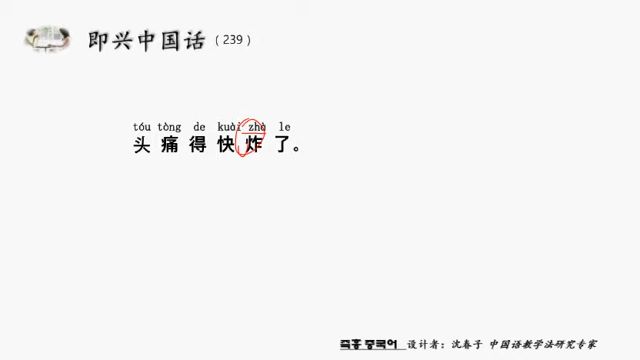 即兴中国话（239）
tóu tòng de kuài zhà le
头痛得快炸了。
즉흥 중국어 设计者：沈春子 中国语教学法研究专家